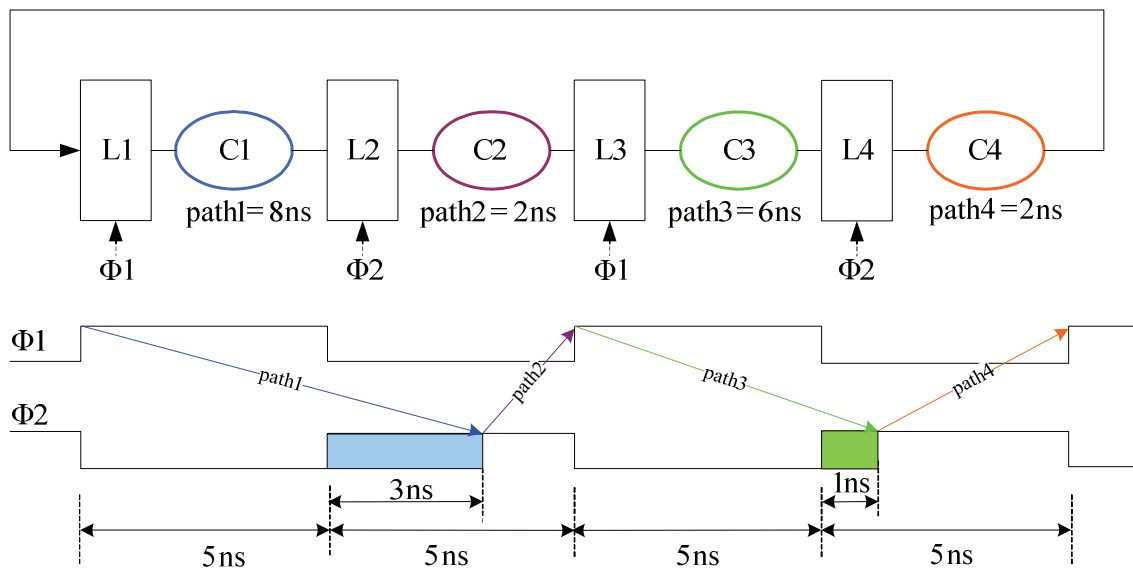 L1 C1 L2 C2 L3 C3 L4 C4
path1=8ns path2=2ns path3=6ns path4=2ns
Φ1 Φ2 Φ1 Φ2
Φ1
path1 path2 path3 path4
Φ2
3ns 1ns
5ns 5ns 5ns 5ns